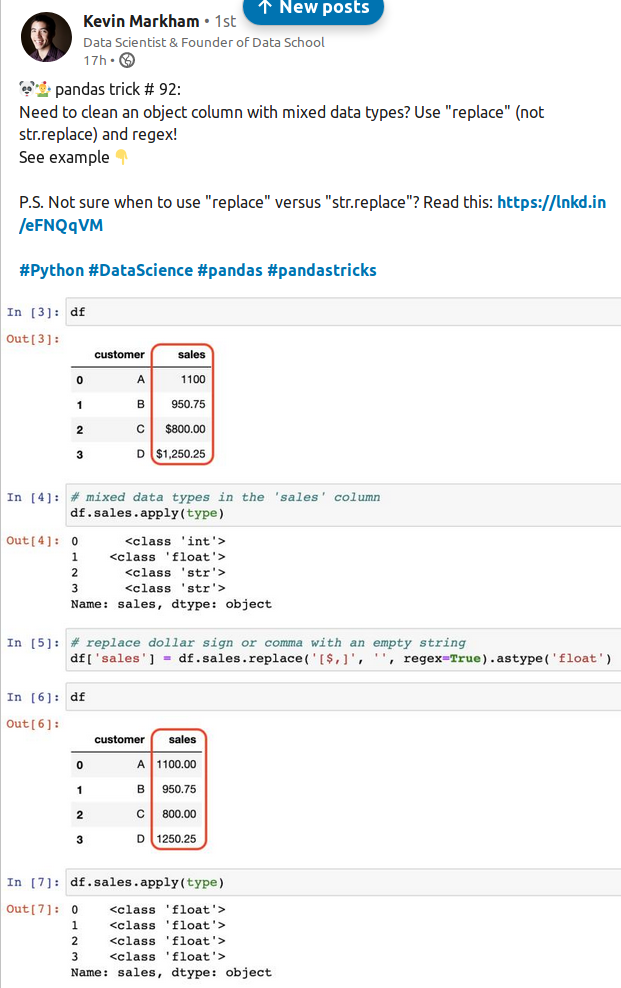 ↑ New posts
Kevin Markham • 1st
Data Scientist & Founder of Data School
17h •
🐼🤹‍♂️ pandas trick # 92:
Need to clean an object column with mixed data types? Use "replace" (not
str.replace) and regex!
See example 👇
P.S. Not sure when to use "replace" versus "str.replace"? Read this: https://lnkd.in
/eFNQqVM
#Python #DataScience #pandas #pandastricks
In [3]: df
Out[3]:
customer sales
0 A 1100
1 B 950.75
2 C $800.00
3 D $1,250.25
In [4]: # mixed data types in the 'sales' column
df.sales.apply(type)
Out[4]: 0 <class 'int'>
1 <class 'float'>
2 <class 'str'>
3 <class 'str'>
Name: sales, dtype: object
In [5]: # replace dollar sign or comma with an empty string
df['sales'] = df.sales.replace('[$,]', '', regex=True).astype('float')
In [6]: df
Out[6]:
customer sales
0 A 1100.00
1 B 950.75
2 C 800.00
3 D 1250.25
In [7]: df.sales.apply(type)
Out[7]: 0 <class 'float'>
1 <class 'float'>
2 <class 'float'>
3 <class 'float'>
Name: sales, dtype: object